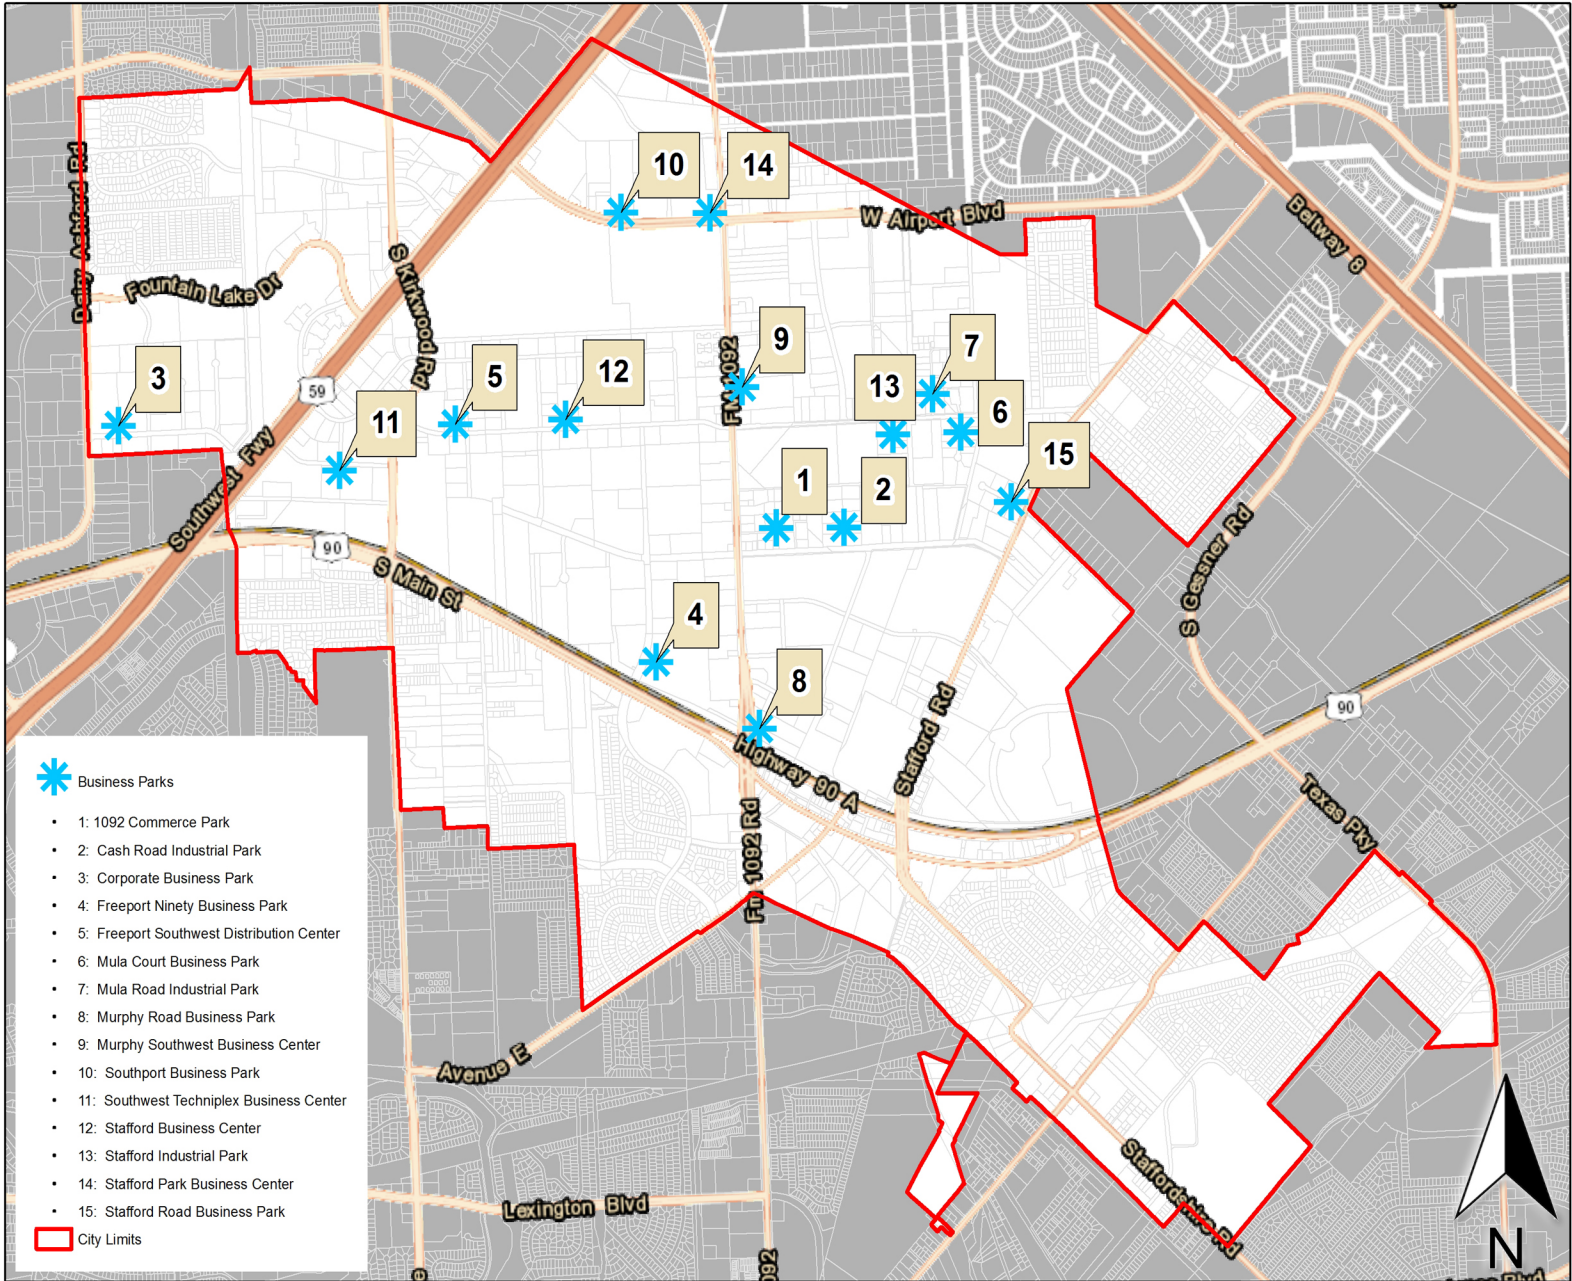 10
14
W Airport Blvd
Beltway 8
Dairy Ashford Rd
S Kirkwood Rd
Fountain Lake Dr
3
59
11
5
12
FM 1092
9
13
7
6
15
1
2
Southwest Fwy
90
S Main St
4
8
S Gessner Rd
90
Highway 90 A
Stafford Rd
Texas Pky
Fm 1092 Rd
Avenue E
Lexington Blvd
Staffordshire Rd
092
N
Business Parks
• 1: 1092 Commerce Park
• 2: Cash Road Industrial Park
• 3: Corporate Business Park
• 4: Freeport Ninety Business Park
• 5: Freeport Southwest Distribution Center
• 6: Mula Court Business Park
• 7: Mula Road Industrial Park
• 8: Murphy Road Business Park
• 9: Murphy Southwest Business Center
• 10: Southport Business Park
• 11: Southwest Techniplex Business Center
• 12: Stafford Business Center
• 13: Stafford Industrial Park
• 14: Stafford Park Business Center
• 15: Stafford Road Business Park
City Limits